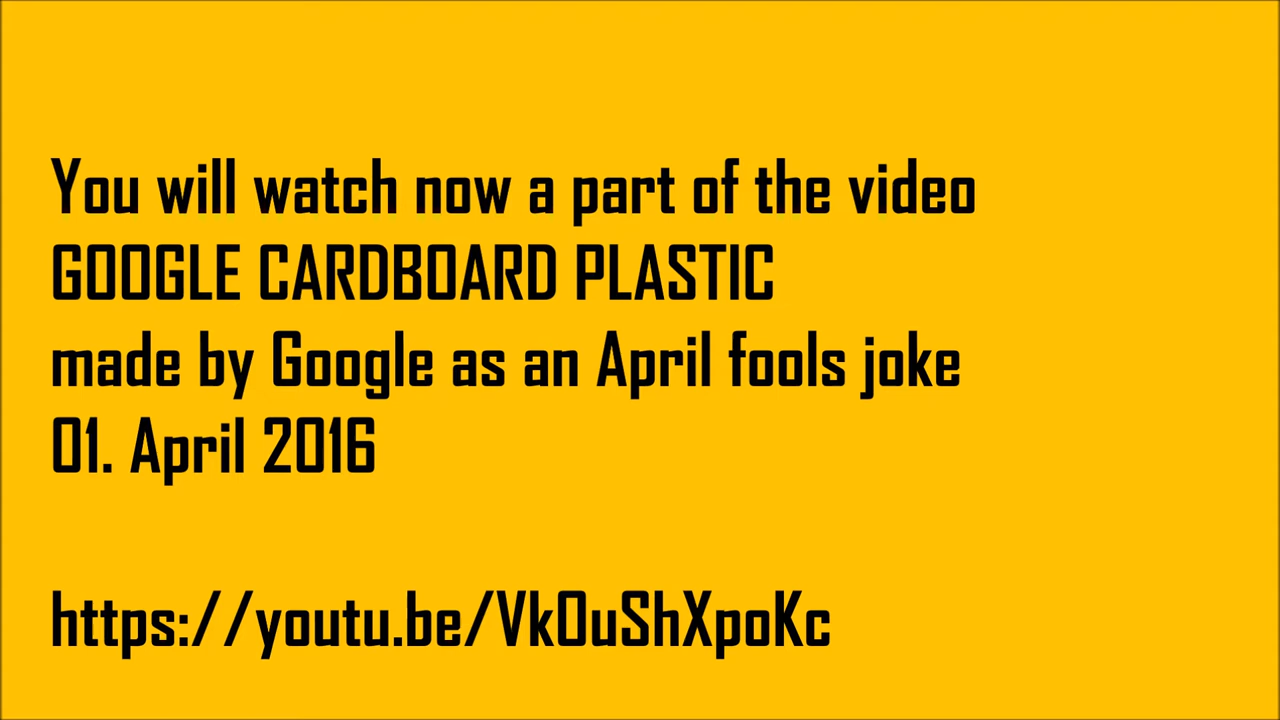 You will watch now a part of the video
GOOGLE CARDBOARD PLASTIC
made by Google as an April fools joke
01. April 2016
https://youtu.be/VkOuShXpoKc